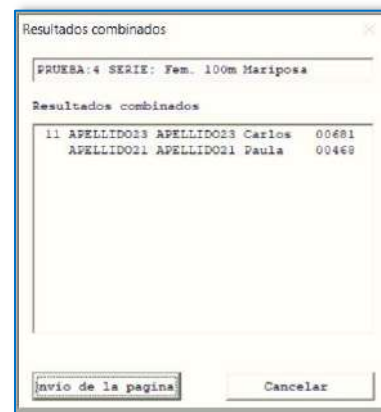 Resultados combinados
PRUEBA:4 SERIE: Fem. 100m Mariposa
Resultados combinados
11 APELLIDO23 APELLIDO23 Carlos 00681
APELLIDO21 APELLIDO21 Paula 00468
nvio de la pagina
Cancelar